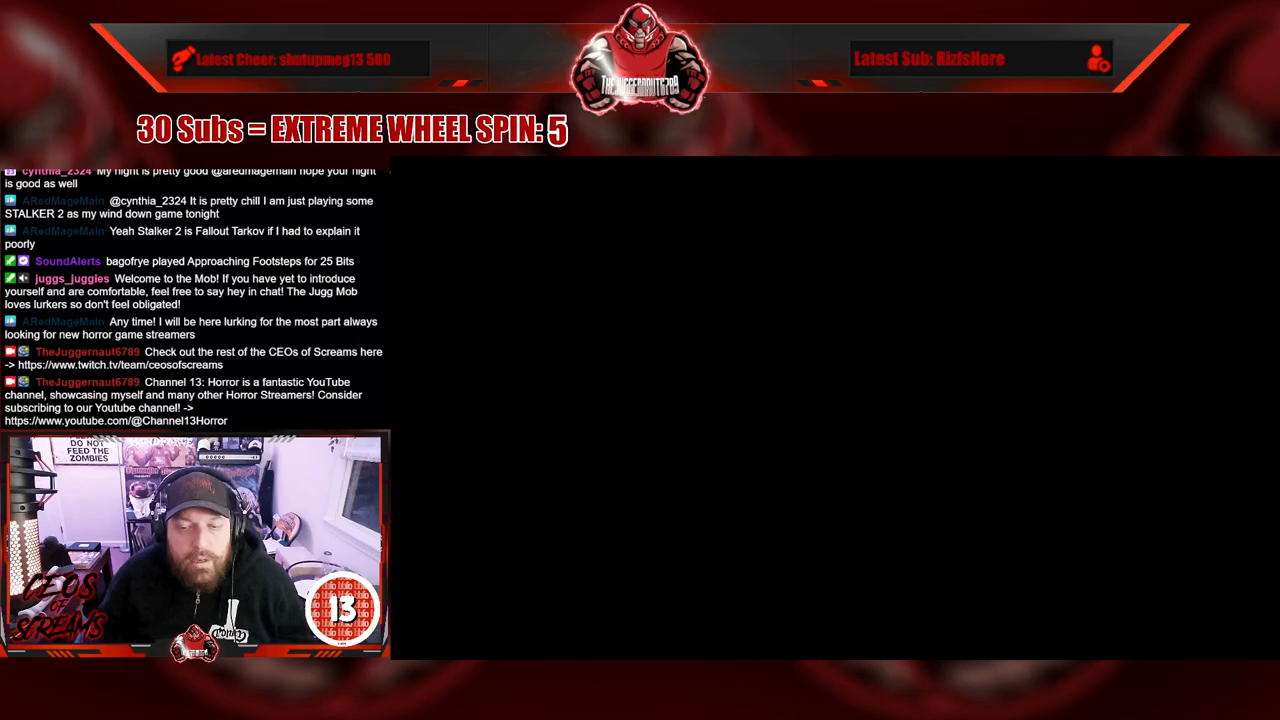 Latest Cheer: shutupmeg13 500
THEJUGGERNAUT6789
Latest Sub: RizIsHere
30 Subs = EXTREME WHEEL SPIN: 5
cynthia_2324 My night is pretty good @aredmagemain hope your night
is good as well
ARedMageMain @cynthia_2324 It is pretty chill I am just playing some
STALKER 2 as my wind down game tonight
ARedMageMain Yeah Stalker 2 is Fallout Tarkov if I had to explain it
poorly
SoundAlerts bagofrye played Approaching Footsteps for 25 Bits
juggs_juggies Welcome to the Mob! If you have yet to introduce
yourself and are comfortable, feel free to say hey in chat! The Jugg Mob
loves lurkers so don't feel obligated!
ARedMageMain Any time! I will be here lurking for the most part always
looking for new horror game streamers
TheJuggernaut6789 Check out the rest of the CEOs of Screams here
-> https://www.twitch.tv/team/ceosofscreams
TheJuggernaut6789 Channel 13: Horror is a fantastic YouTube
channel, showcasing myself and many other Horror Streamers! Consider
subscribing to our Youtube channel! ->
https://www.youtube.com/@Channel13Horror
DO NOT
FEED THE
ZOMBIES
CEOS
OF
SCREAMS
13